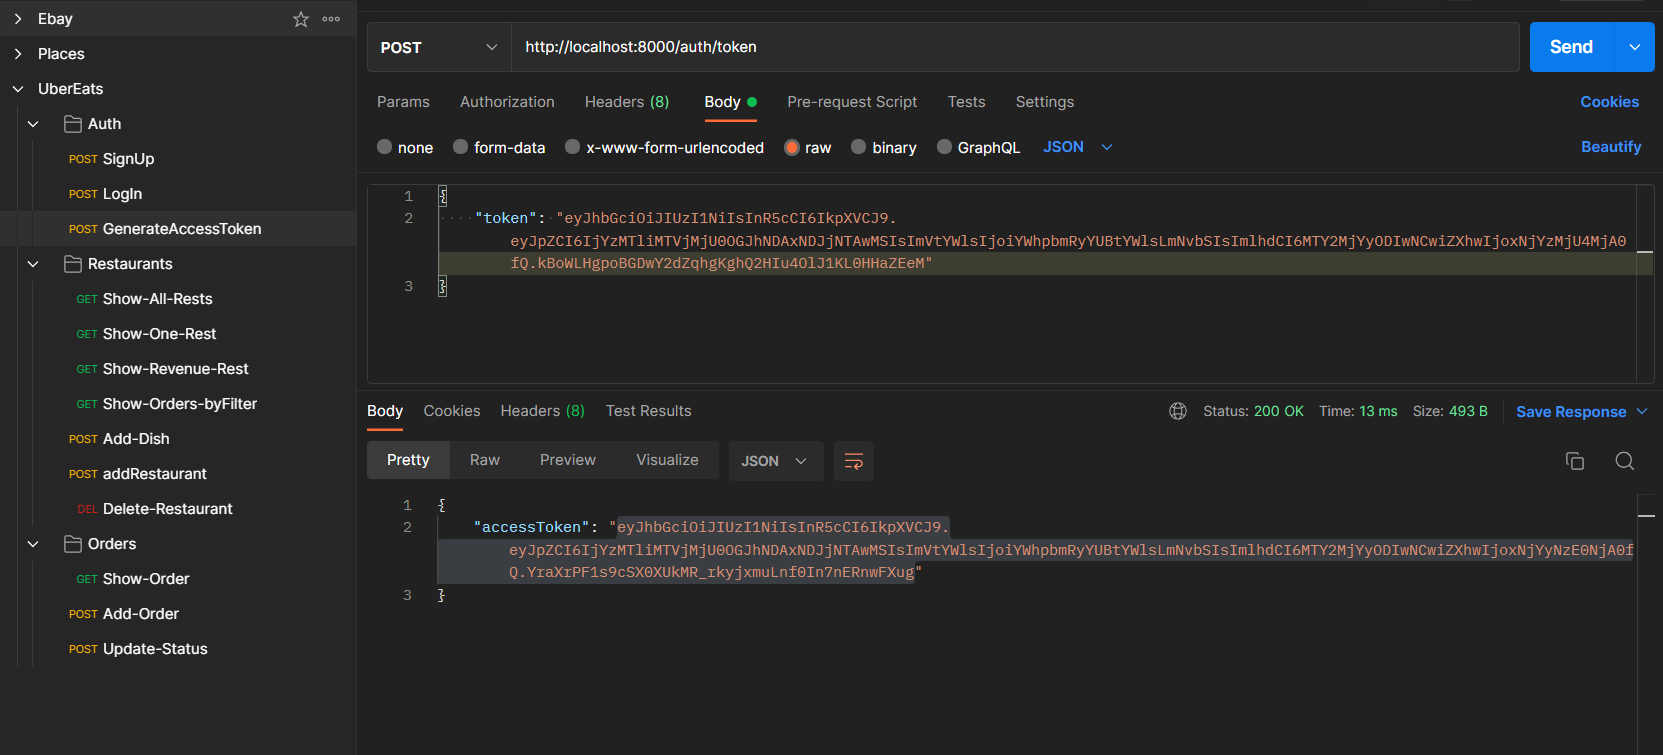 Ebay
Places
UberEats
Auth
POST SignUp
POST LogIn
POST GenerateAccessToken
Restaurants
GET Show-All-Rests
GET Show-One-Rest
GET Show-Revenue-Rest
GET Show-Orders-byFilter
POST Add-Dish
POST addRestaurant
DEL Delete-Restaurant
Orders
GET Show-Order
POST Add-Order
POST Update-Status
POST http://localhost:8000/auth/token Send
Params Authorization Headers (8) Body Pre-request Script Tests Settings Cookies
none form-data x-www-form-urlencoded raw binary GraphQL JSON Beautify
1 {
2 "token": "eyJhbGciOiJIUzI1NiIsInR5cCI6IkpXVCJ9.
eyJpZCI6IjYzMTliMTVjMjU0OGJhNDAxNDJjNTAwMSIsImVtYWlsIjoiYWhpbmRyYUBtYWlsLmNvbSIsImlhdCI6MTY2MjYyODIwNCwiZXhwIjoxNjYzMjU4MjA0
fQ.kBoWLHgpoBGDwY2dZqhgKghQ2HIu4OlJ1KL0HHaZEeM"
3 }
Body Cookies Headers (8) Test Results Status: 200 OK Time: 13 ms Size: 493 B Save Response
Pretty Raw Preview Visualize JSON
1 {
2 "accessToken": "eyJhbGciOiJIUzI1NiIsInR5cCI6IkpXVCJ9.
eyJpZCI6IjYzMTliMTVjMjU0OGJhNDAxNDJjNTAwMSIsImVtYWlsIjoiYWhpbmRyYUBtYWlsLmNvbSIsImlhdCI6MTY2MjYyODIwNCwiZXhwIjoxNjYyNzE0NjA0f
Q.YraXrPF1s9cSX0XUkMR_rkyjxmuLnf0In7nERnwFXug"
3 }